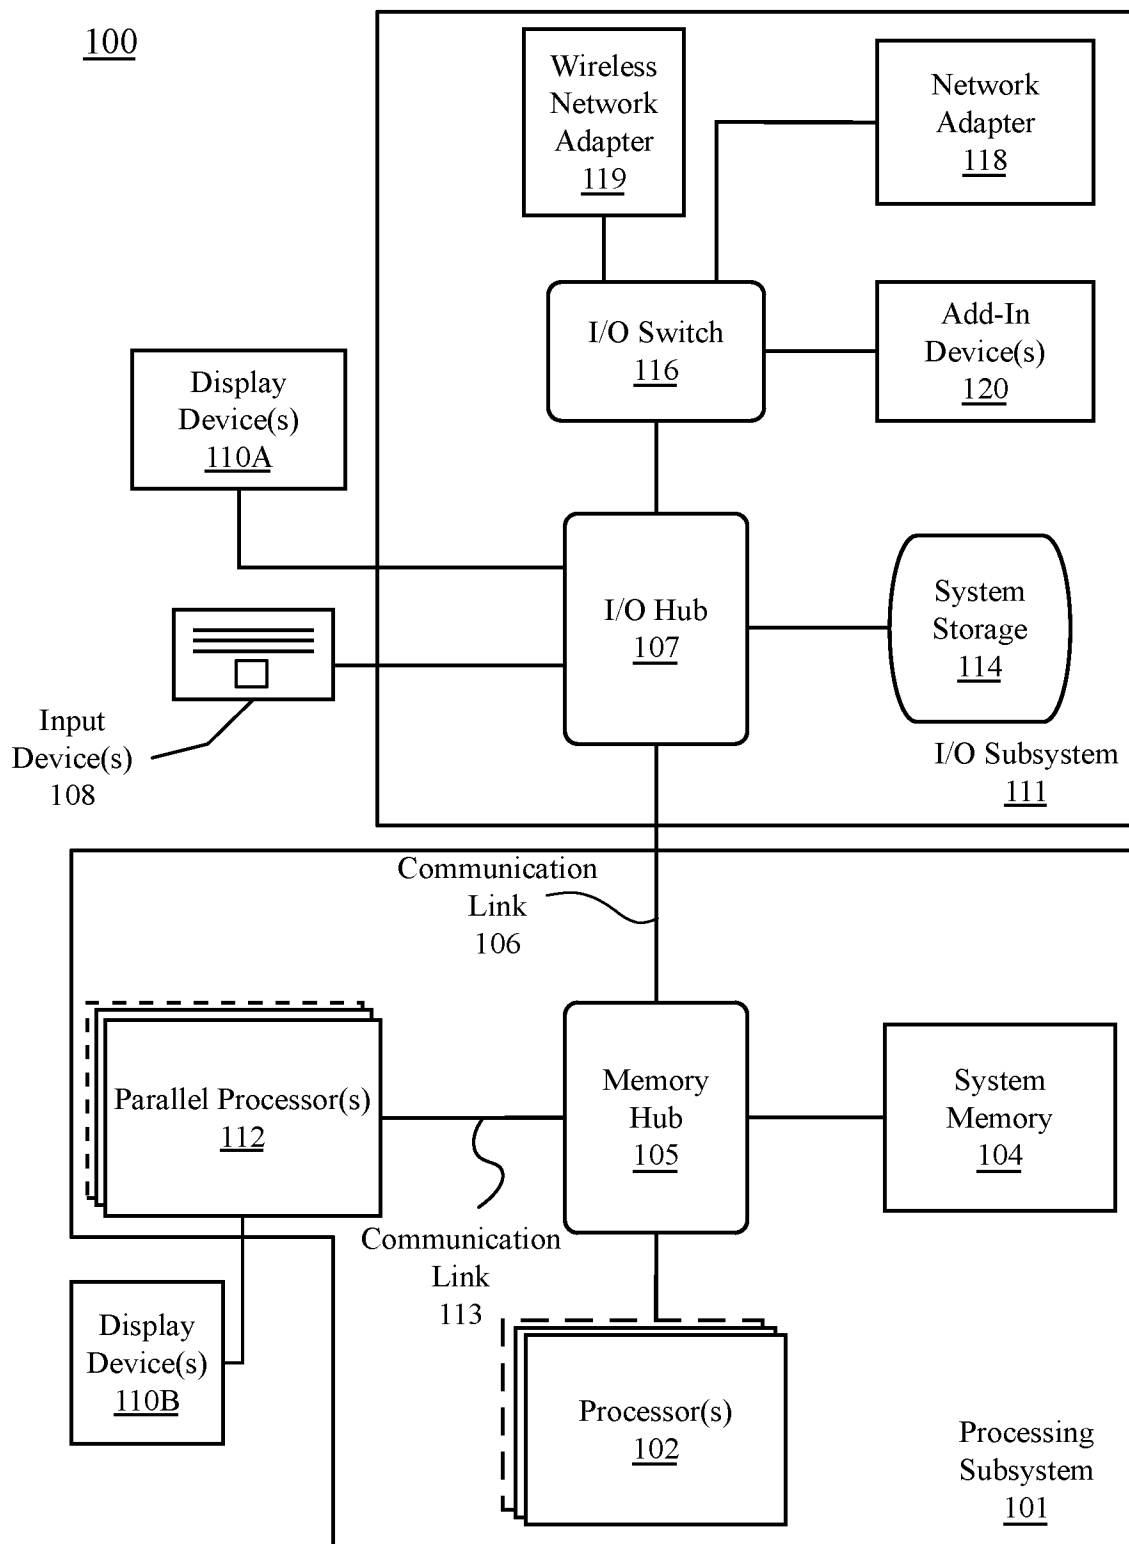 100
Wireless
Network
Adapter
119
Network
Adapter
118
I/O Switch
116
Add-In
Device(s)
120
Display
Device(s)
110A
I/O Hub
107
System
Storage
114
Input
Device(s)
108
I/O Subsystem
111
Communication
Link
106
Parallel Processor(s)
112
Memory
Hub
105
System
Memory
104
Communication
Link
113
Display
Device(s)
110B
Processor(s)
102
Processing
Subsystem
101